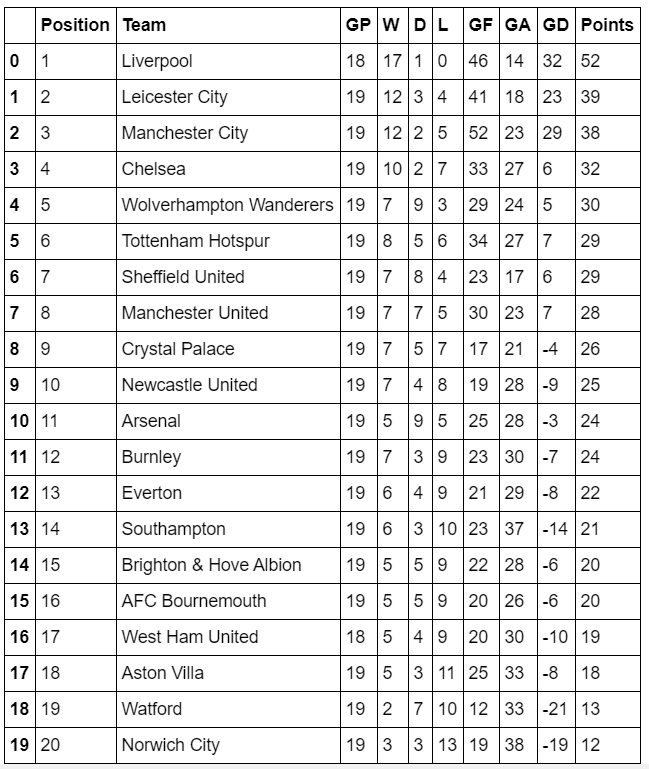 Position Team GP W D L GF GA GD Points
0 1 Liverpool 18 17 1 0 46 14 32 52
1 2 Leicester City 19 12 3 4 41 18 23 39
2 3 Manchester City 19 12 2 5 52 23 29 38
3 4 Chelsea 19 10 2 7 33 27 6 32
4 5 Wolverhampton Wanderers 19 7 9 3 29 24 5 30
5 6 Tottenham Hotspur 19 8 5 6 34 27 7 29
6 7 Sheffield United 19 7 8 4 23 17 6 29
7 8 Manchester United 19 7 7 5 30 23 7 28
8 9 Crystal Palace 19 7 5 7 17 21 -4 26
9 10 Newcastle United 19 7 4 8 19 28 -9 25
10 11 Arsenal 19 5 9 5 25 28 -3 24
11 12 Burnley 19 7 3 9 23 30 -7 24
12 13 Everton 19 6 4 9 21 29 -8 22
13 14 Southampton 19 6 3 10 23 37 -14 21
14 15 Brighton & Hove Albion 19 5 5 9 22 28 -6 20
15 16 AFC Bournemouth 19 5 5 9 20 26 -6 20
16 17 West Ham United 18 5 4 9 20 30 -10 19
17 18 Aston Villa 19 5 3 11 25 33 -8 18
18 19 Watford 19 2 7 10 12 33 -21 13
19 20 Norwich City 19 3 3 13 19 38 -19 12